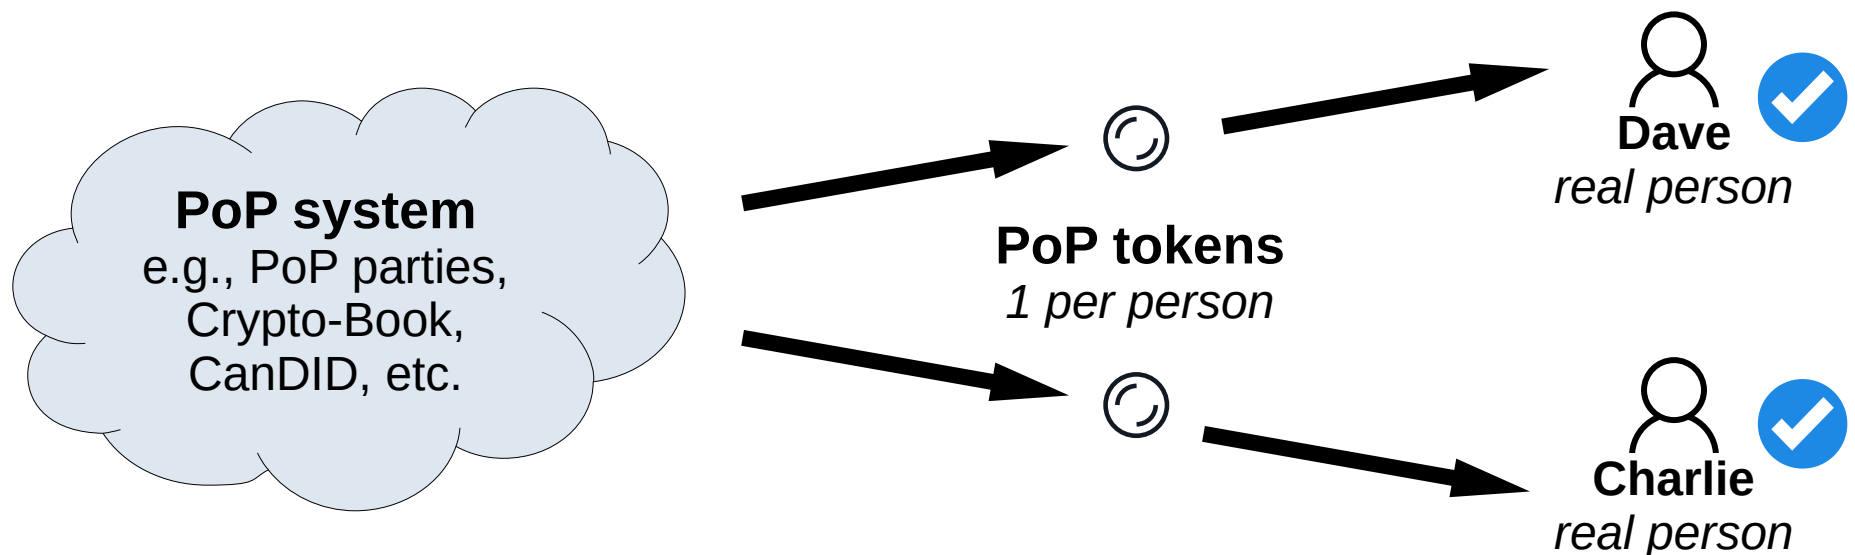 PoP system
e.g., PoP parties,
Crypto-Book,
CanDID, etc.
PoP tokens
1 per person
Dave
real person
Charlie
real person